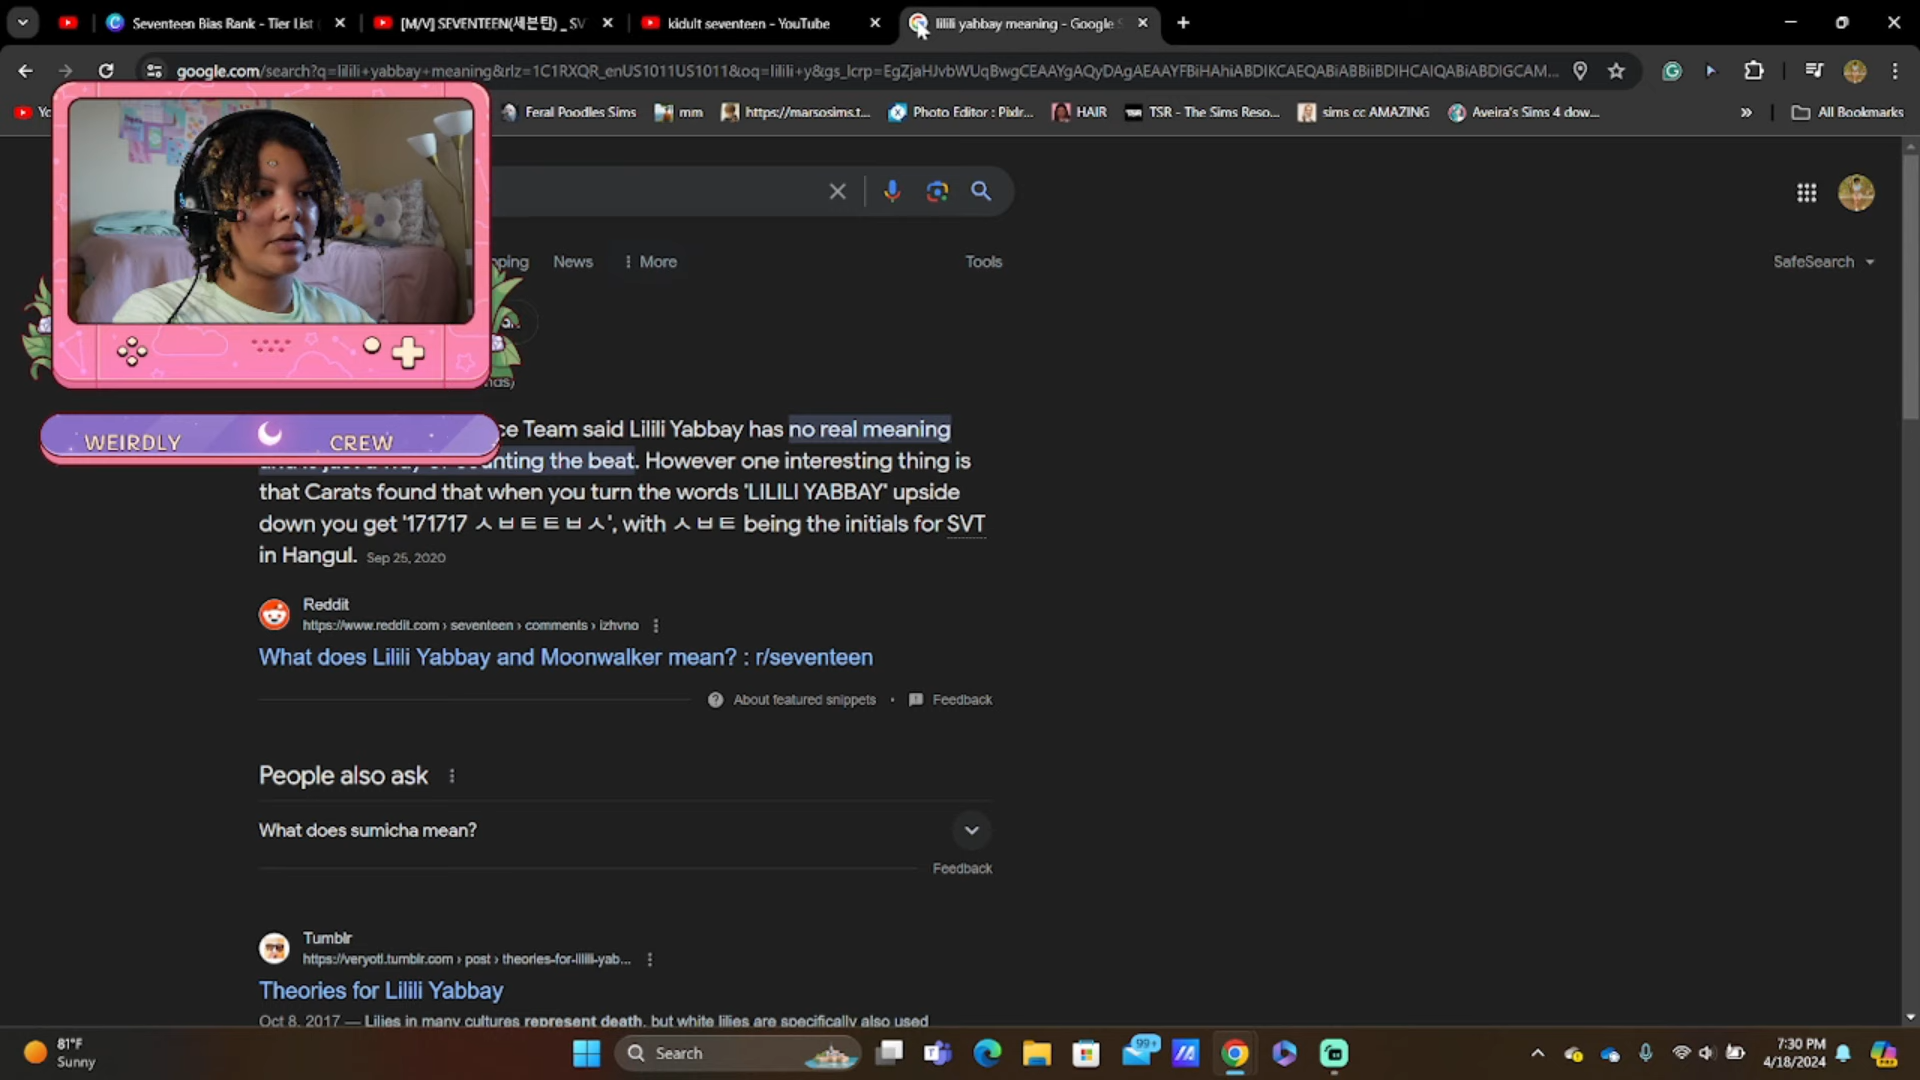 Seventeen Bias Rank - Tier List
[M/V] SEVENTEEN(세븐틴) _ SV
kidult seventeen - YouTube
lilili yabbay meaning - Google S
google.com/search?q=lilili+yabbay+meaning&rlz=1C1RXQR_enUS1011US1011&oq=lilili+y&gs_lcrp=EgZjaHJvbWUqBwgCEAAYgAQyDAgAEAAYFBiHAhiABDIKCAEQABiABBiiBDIHCAIQABiABDIGCAM...
Feral Poodles Sims
mm
https://marsosims.t...
Photo Editor : Pixlr...
HAIR
TSR - The Sims Reso...
sims cc AMAZING
Aveira's Sims 4 dow...
All Bookmarks
pping
News
More
Tools
SafeSearch
WEIRDLY CREW
ce Team said Lilili Yabbay has no real meaning
unting the beat. However one interesting thing is
that Carats found that when you turn the words 'LILILI YABBAY' upside
down you get '171717 ㅅㅂㅌㅌㅂㅅ', with ㅅㅂㅌ being the initials for SVT
in Hangul. Sep 25, 2020
Reddit
https://www.reddit.com › seventeen › comments › izhvno
What does Lilili Yabbay and Moonwalker mean? : r/seventeen
About featured snippets • Feedback
People also ask
What does sumicha mean?
Feedback
Tumblr
https://veryotl.tumblr.com › post › theories-for-lilili-yab...
Theories for Lilili Yabbay
Oct 8, 2017 — Lilies in many cultures represent death, but white lilies are specifically also used
81°F
Sunny
Search
99+
7:30 PM
4/18/2024